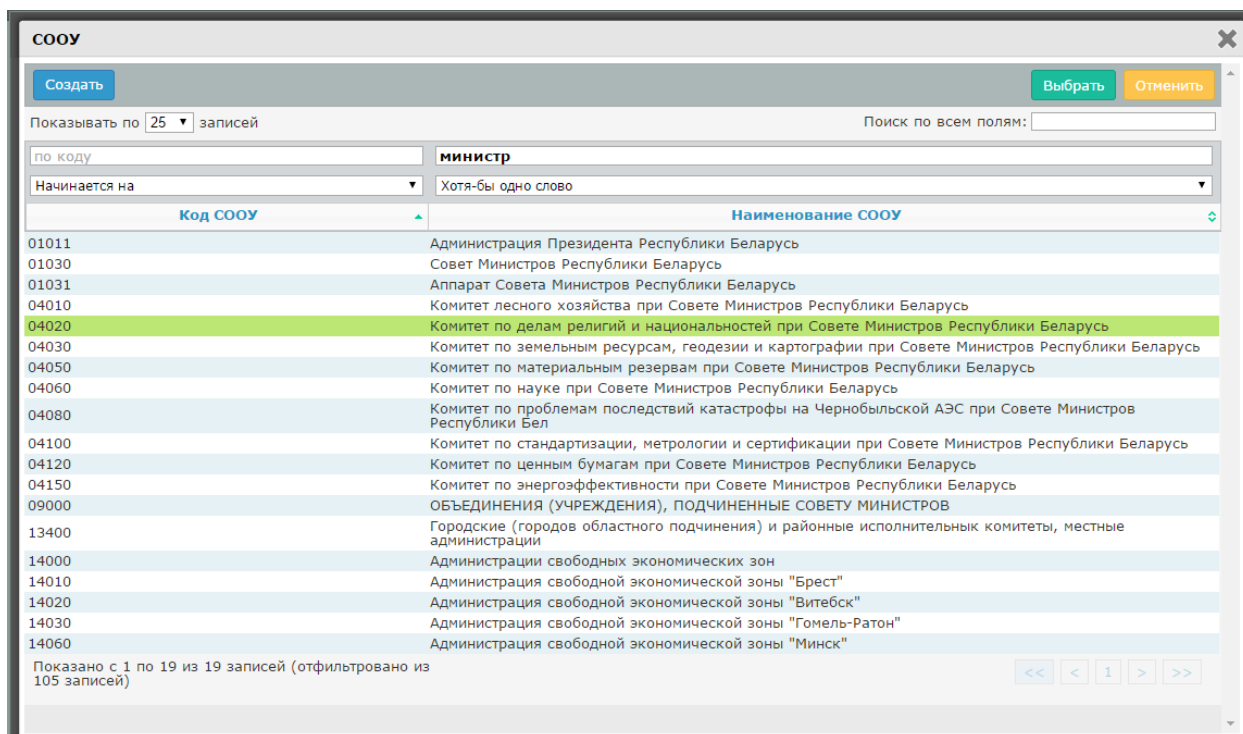 СООУ
Создать
Выбрать
Отменить
Показывать по 25 записей
Поиск по всем полям:
по коду
министр
Начинается на
Хотя-бы одно слово
Код СООУ
Наименование СООУ
01011 Администрация Президента Республики Беларусь
01030 Совет Министров Республики Беларусь
01031 Аппарат Совета Министров Республики Беларусь
04010 Комитет лесного хозяйства при Совете Министров Республики Беларусь
04020 Комитет по делам религий и национальностей при Совете Министров Республики Беларусь
04030 Комитет по земельным ресурсам, геодезии и картографии при Совете Министров Республики Беларусь
04050 Комитет по материальным резервам при Совете Министров Республики Беларусь
04060 Комитет по науке при Совете Министров Республики Беларусь
04080 Комитет по проблемам последствий катастрофы на Чернобыльской АЭС при Совете Министров
Республики Бел
04100 Комитет по стандартизации, метрологии и сертификации при Совете Министров Республики Беларусь
04120 Комитет по ценным бумагам при Совете Министров Республики Беларусь
04150 Комитет по энергоэффективности при Совете Министров Республики Беларусь
09000 ОБЪЕДИНЕНИЯ (УЧРЕЖДЕНИЯ), ПОДЧИНЕННЫЕ СОВЕТУ МИНИСТРОВ
13400 Городские (городов областного подчинения) и районные исполнительнык комитеты, местные
администрации
14000 Администрации свободных экономических зон
14010 Администрация свободной экономической зоны "Брест"
14020 Администрация свободной экономической зоны "Витебск"
14030 Администрация свободной экономической зоны "Гомель-Ратон"
14060 Администрация свободной экономической зоны "Минск"
Показано с 1 по 19 из 19 записей (отфильтровано из
105 записей)
<< < 1 > >>